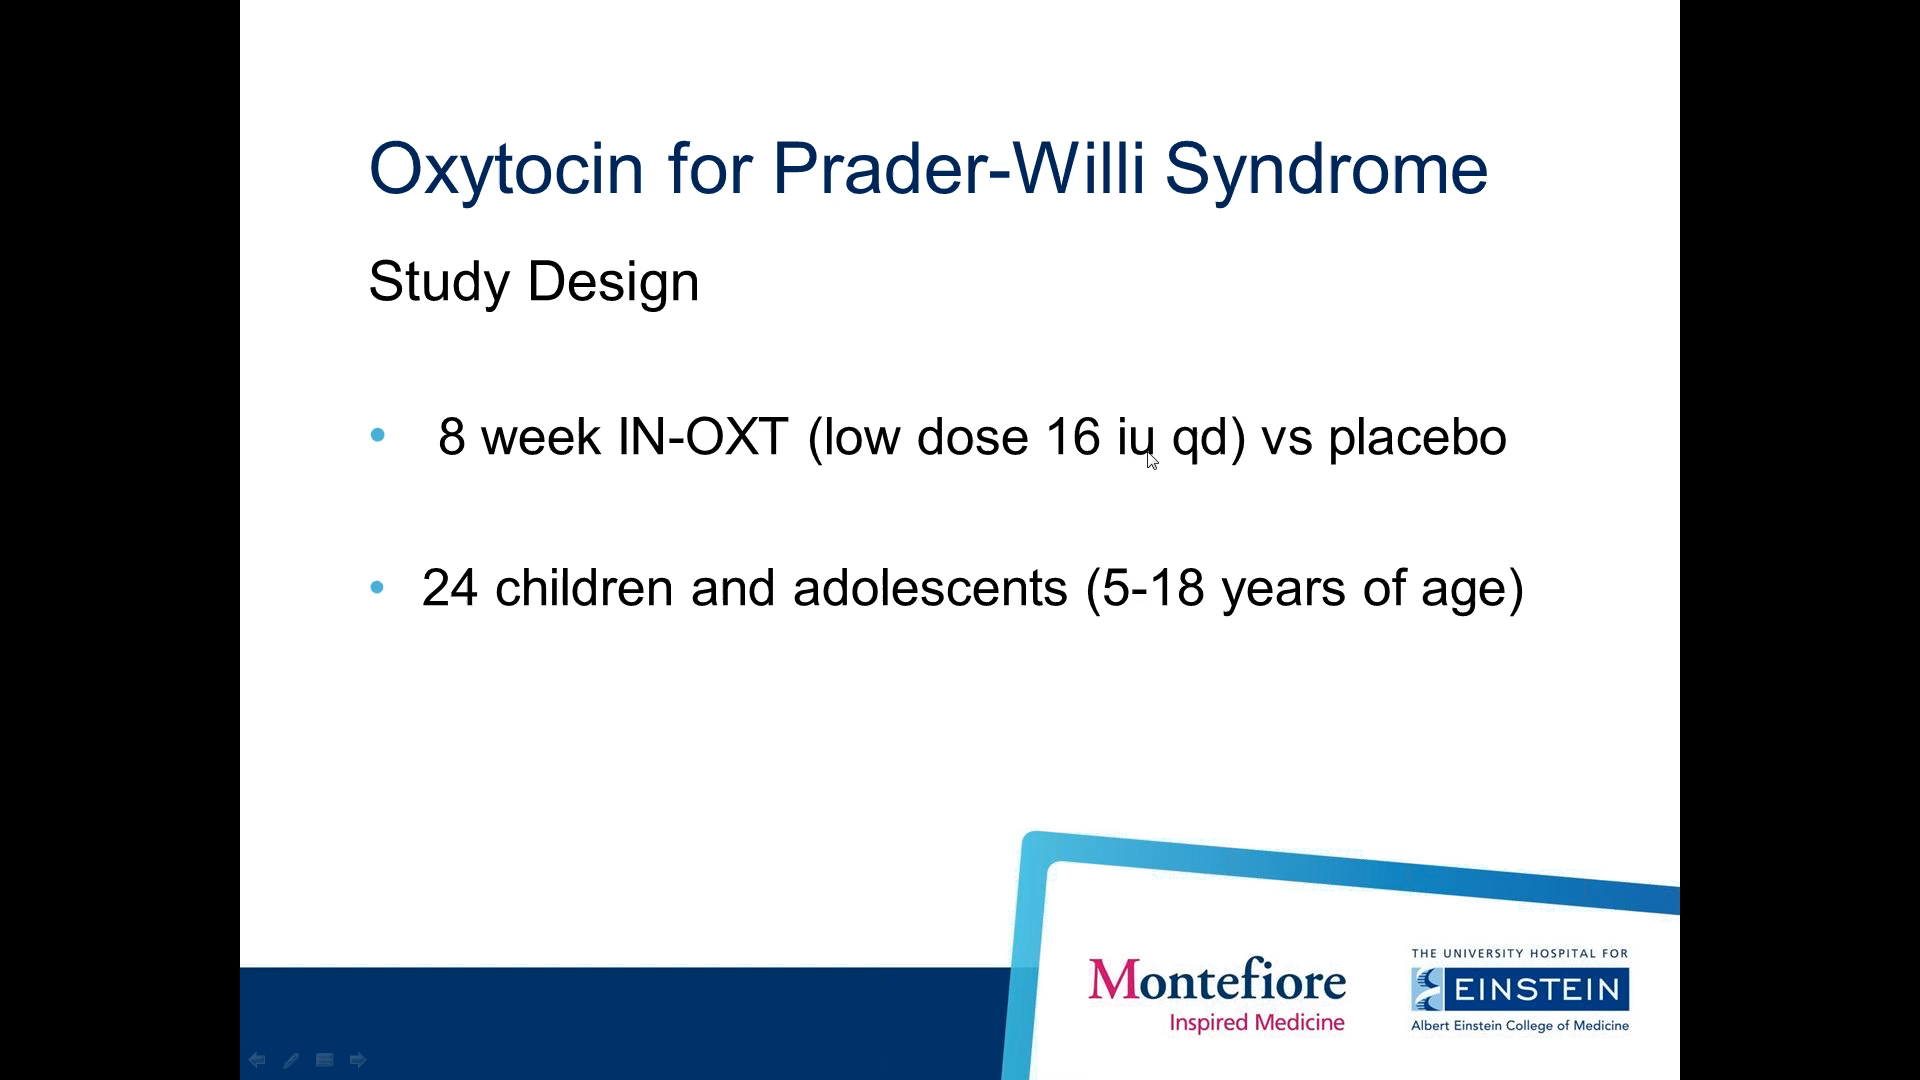 Oxytocin for Prader-Willi Syndrome
Study Design
• 8 week IN-OXT (low dose 16 iu qd) vs placebo
• 24 children and adolescents (5-18 years of age)
Montefiore
Inspired Medicine
THE UNIVERSITY HOSPITAL FOR
EINSTEIN
Albert Einstein College of Medicine